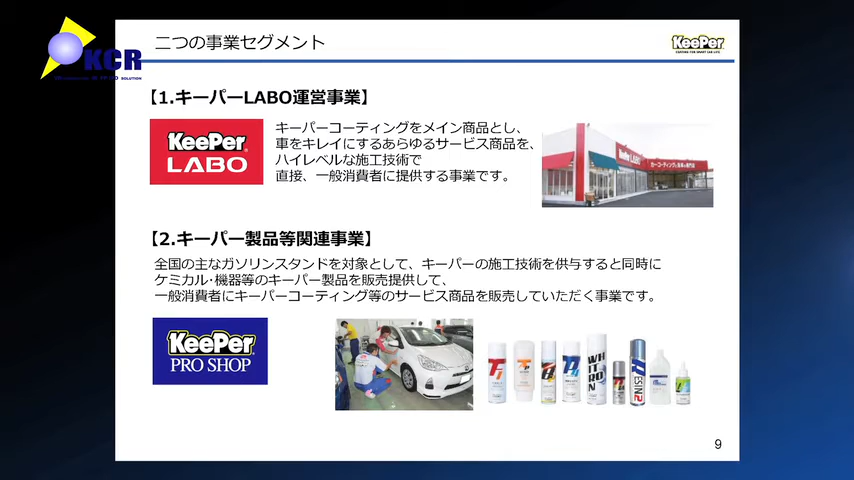 KCR
SOLUTION
二つの事業セグメント
KeePer
【1.キーパーLABO運営事業】
KeePer
LABO
キーパーコーティングをメイン商品とし、
車をキレイにするあらゆるサービス商品を、
ハイレベルな施工技術で
直接、一般消費者に提供する事業です。
KeePer LABO
【2.キーパー製品等関連事業】
全国の主なガソリンスタンドを対象として、キーパーの施工技術を供与すると同時に
ケミカル･機器等のキーパー製品を販売提供して、
一般消費者にキーパーコーティング等のサービス商品を販売していただく事業です。
KeePer
PRO SHOP
WHITRON
9